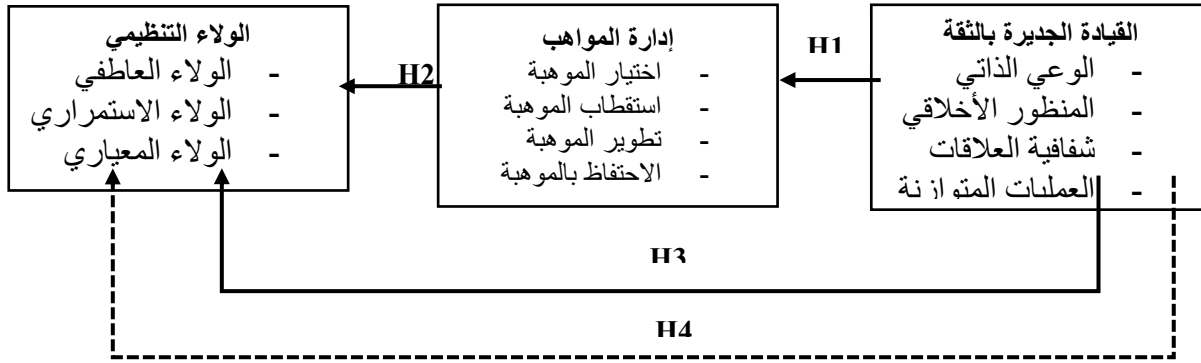 القيادة الجديرة بالثقة
- الوعي الذاتي
- المنظور الأخلاقي
- شفافية العلاقات
- العمليات المتوازنة
H1
إدارة المواهب
- اختيار الموهبة
- استقطاب الموهبة
- تطوير الموهبة
- الاحتفاظ بالموهبة
H2
الولاء التنظيمي
- الولاء العاطفي
- الولاء الاستمراري
- الولاء المعياري
H3
H4